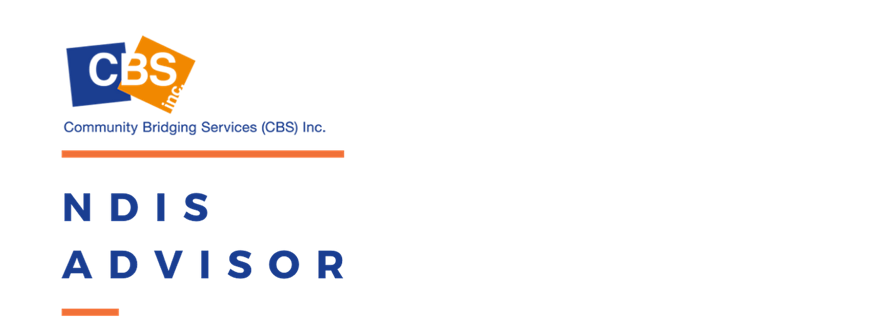 CBS
inc.
Community Bridging Services (CBS) Inc.
NDIS
ADVISOR